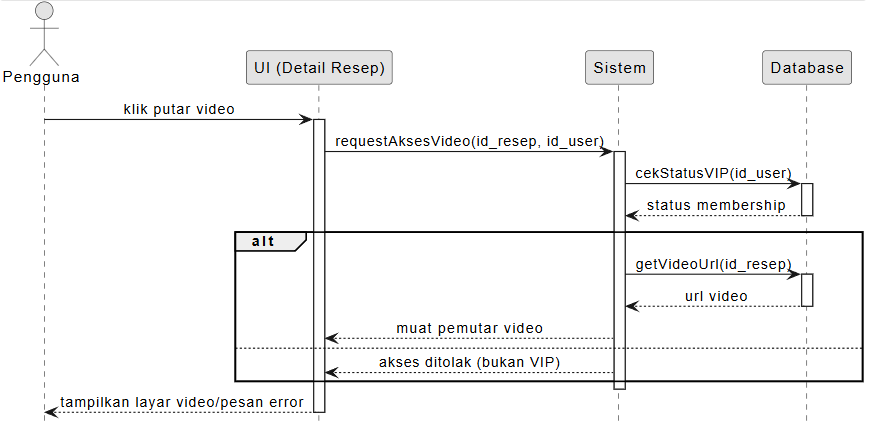 Pengguna
UI (Detail Resep)
Sistem
Database
klik putar video
requestAksesVideo(id_resep, id_user)
cekStatusVIP(id_user)
status membership
alt
getVideoUrl(id_resep)
url video
muat pemutar video
akses ditolak (bukan VIP)
tampilkan layar video/pesan error